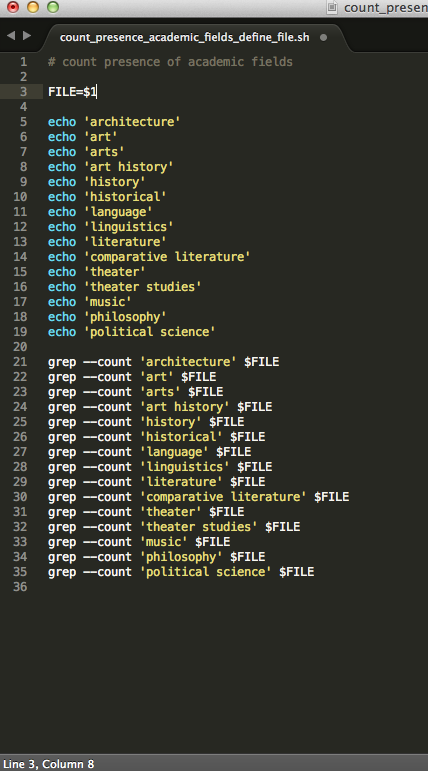 count_presen
count_presence_academic_fields_define_file.sh
1 # count presence of academic fields
2
3 FILE=$1
4
5 echo 'architecture'
6 echo 'art'
7 echo 'arts'
8 echo 'art history'
9 echo 'history'
10 echo 'historical'
11 echo 'language'
12 echo 'linguistics'
13 echo 'literature'
14 echo 'comparative literature'
15 echo 'theater'
16 echo 'theater studies'
17 echo 'music'
18 echo 'philosophy'
19 echo 'political science'
20
21 grep --count 'architecture' $FILE
22 grep --count 'art' $FILE
23 grep --count 'arts' $FILE
24 grep --count 'art history' $FILE
25 grep --count 'history' $FILE
26 grep --count 'historical' $FILE
27 grep --count 'language' $FILE
28 grep --count 'linguistics' $FILE
29 grep --count 'literature' $FILE
30 grep --count 'comparative literature' $FILE
31 grep --count 'theater' $FILE
32 grep --count 'theater studies' $FILE
33 grep --count 'music' $FILE
34 grep --count 'philosophy' $FILE
35 grep --count 'political science' $FILE
36
Line 3, Column 8